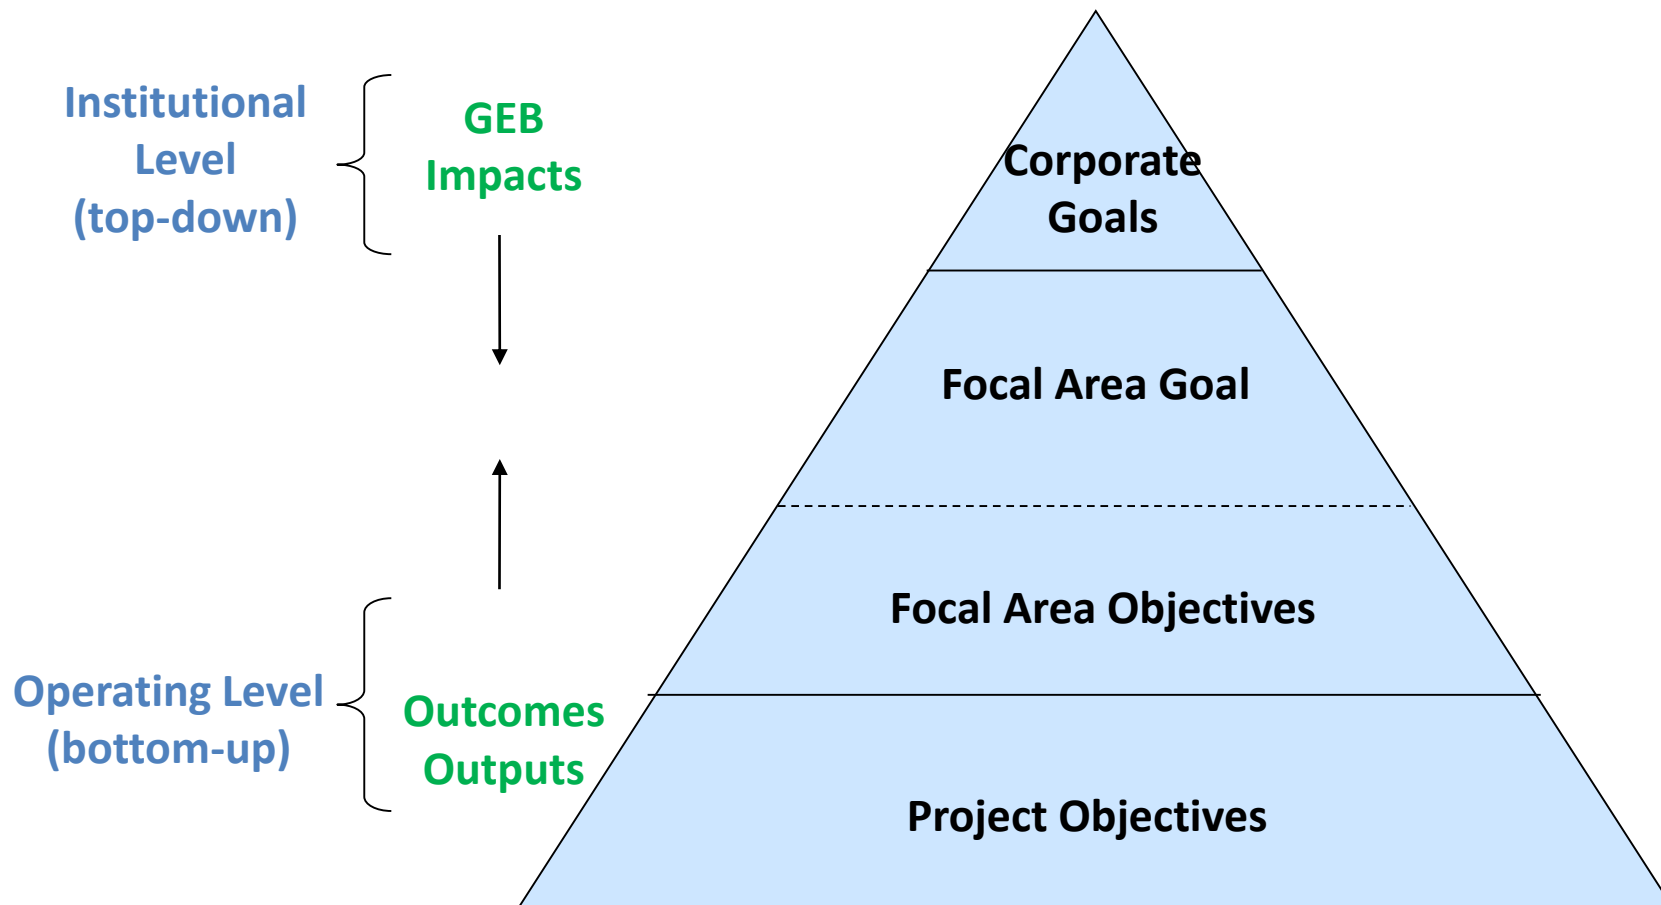 Institutional
Level
(top-down)
GEB
Impacts
Corporate
Goals
Focal Area Goal
Focal Area Objectives
Operating Level
(bottom-up)
Outcomes
Outputs
Project Objectives